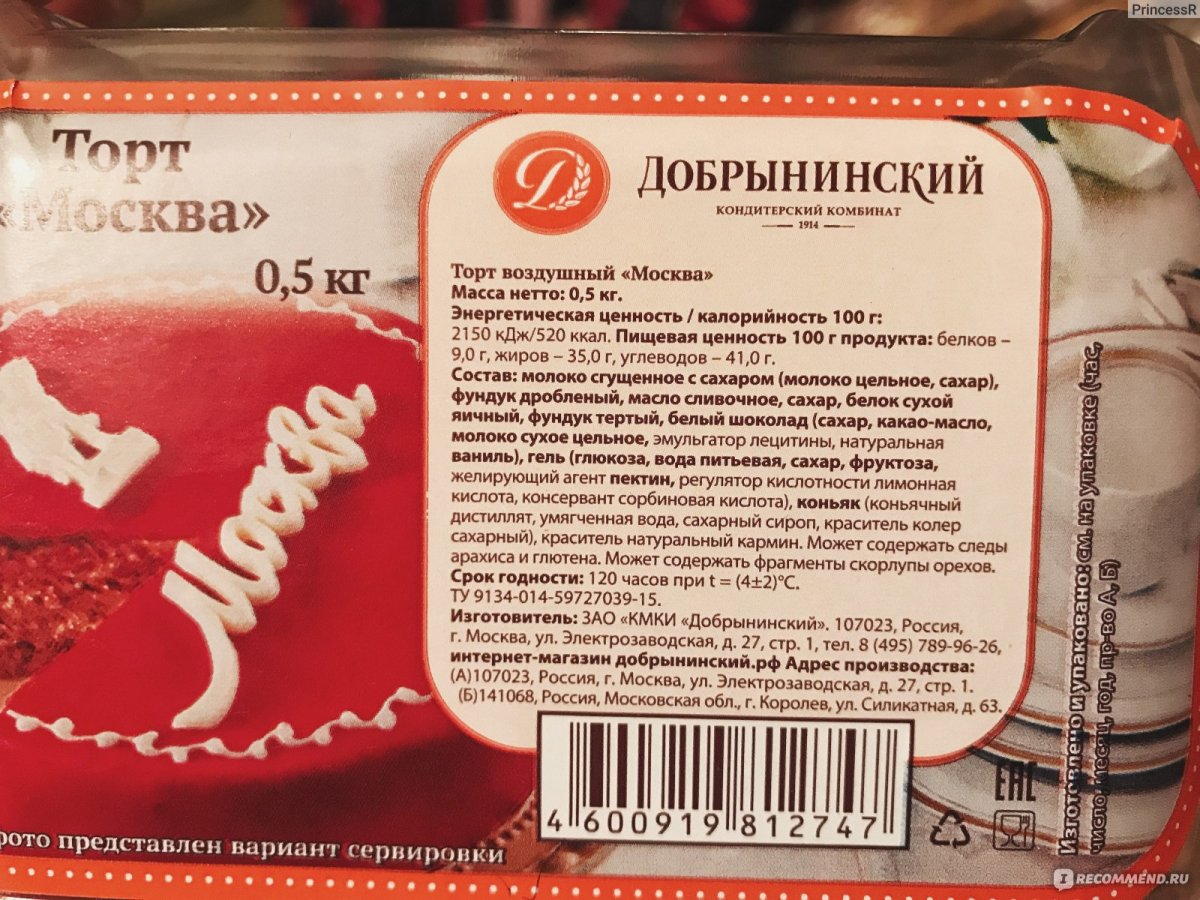 PrincessR
Торт
«Москва»
0,5 кг
Москва
ДОБРЫНИНСКИЙ
КОНДИТЕРСКИЙ КОМБИНАТ
1914
Торт воздушный «Москва»
Масса нетто: 0,5 кг.
Энергетическая ценность / калорийность 100 г:
2150 кДж/520 ккал. Пищевая ценность 100 г продукта: белков –
9,0 г, жиров – 35,0 г, углеводов – 41,0 г.
Состав: молоко сгущенное с сахаром (молоко цельное, сахар),
фундук дробленый, масло сливочное, сахар, белок сухой
яичный, фундук тертый, белый шоколад (сахар, какао-масло,
молоко сухое цельное, эмульгатор лецитины, натуральная
ваниль), гель (глюкоза, вода питьевая, сахар, фруктоза,
желирующий агент пектин, регулятор кислотности лимонная
кислота, консервант сорбиновая кислота), коньяк (коньячный
дистиллят, умягченная вода, сахарный сироп, краситель колер
сахарный), краситель натуральный кармин. Может содержать следы
арахиса и глютена. Может содержать фрагменты скорлупы орехов.
Срок годности: 120 часов при t = (4±2)°С.
ТУ 9134-014-59727039-15.
Изготовитель: ЗАО «КМКИ «Добрынинский». 107023, Россия,
г. Москва, ул. Электрозаводская, д. 27, стр. 1, тел. 8 (495) 789-96-26,
интернет-магазин добрынинский.рф Адрес производства:
(А)107023, Россия, г. Москва, ул. Электрозаводская, д. 27, стр. 1.
(Б)141068, Россия, Московская обл., г. Королев, ул. Силикатная, д. 63.
4 600919 812747
ЕАС
Изготовлено и упаковано: см. на упаковке (час,
число, месяц, год, пр-во А, Б)
фото представлен вариант сервировки
IRECOMMEND.RU